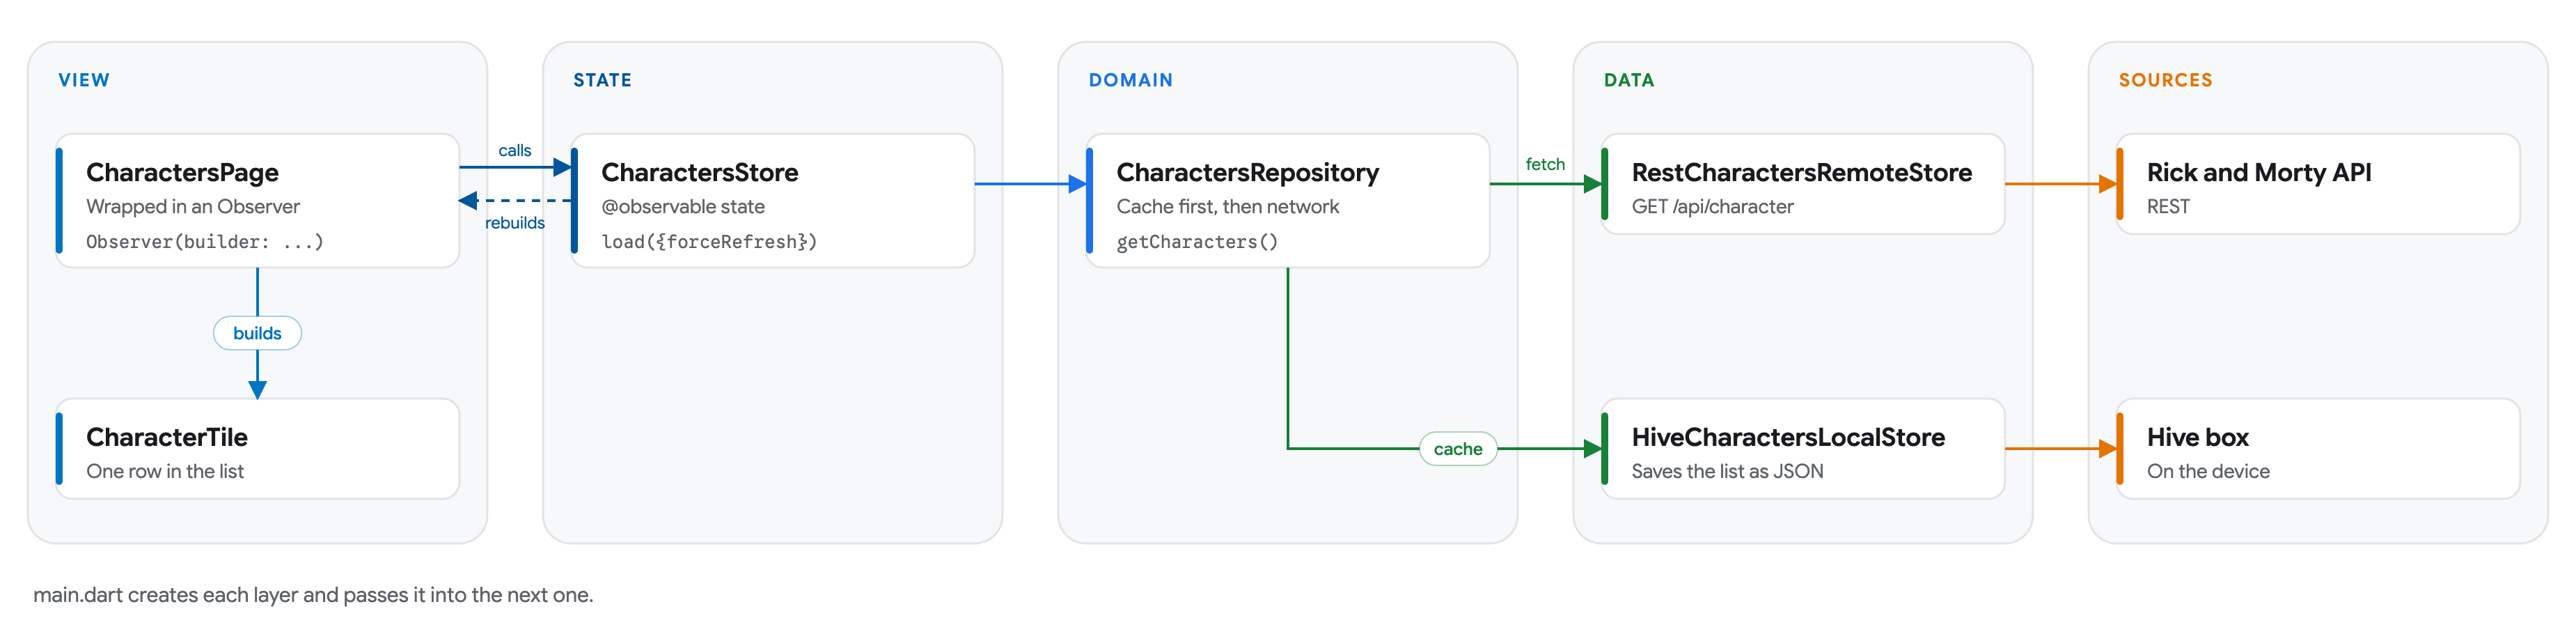 VIEW
CharactersPage
Wrapped in an Observer
Observer(builder: ...)
builds
CharacterTile
One row in the list
calls
rebuilds
STATE
CharactersStore
@observable state
load({forceRefresh})
DOMAIN
CharactersRepository
Cache first, then network
getCharacters()
fetch
cache
DATA
RestCharactersRemoteStore
GET /api/character
HiveCharactersLocalStore
Saves the list as JSON
SOURCES
Rick and Morty API
REST
Hive box
On the device
main.dart creates each layer and passes it into the next one.